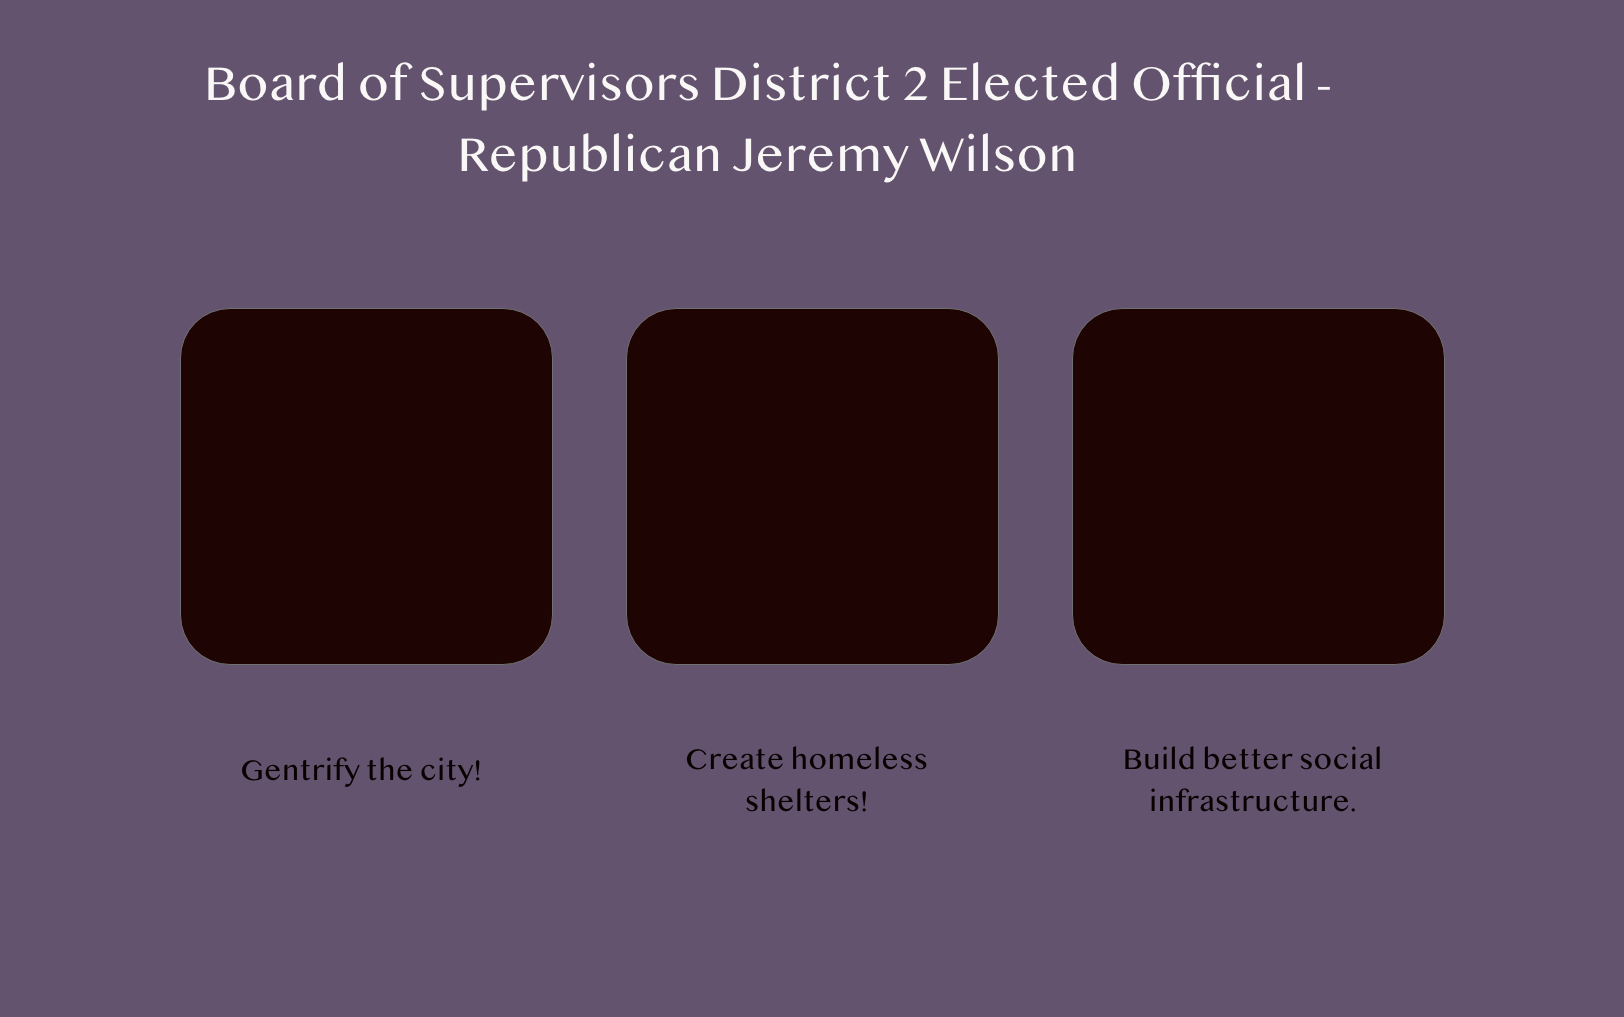 Board of Supervisors District 2 Elected Official -
Republican Jeremy Wilson
Gentrify the city!
Create homeless
shelters!
Build better social
infrastructure.